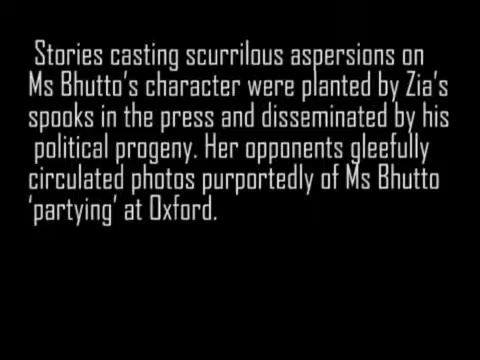 Stories casting scurrilous aspersions on
Ms Bhutto's character were planted by Zia's
spooks in the press and disseminated by his
political progeny. Her opponents gleefully
circulated photos purportedly of Ms Bhutto
'partying' at Oxford.